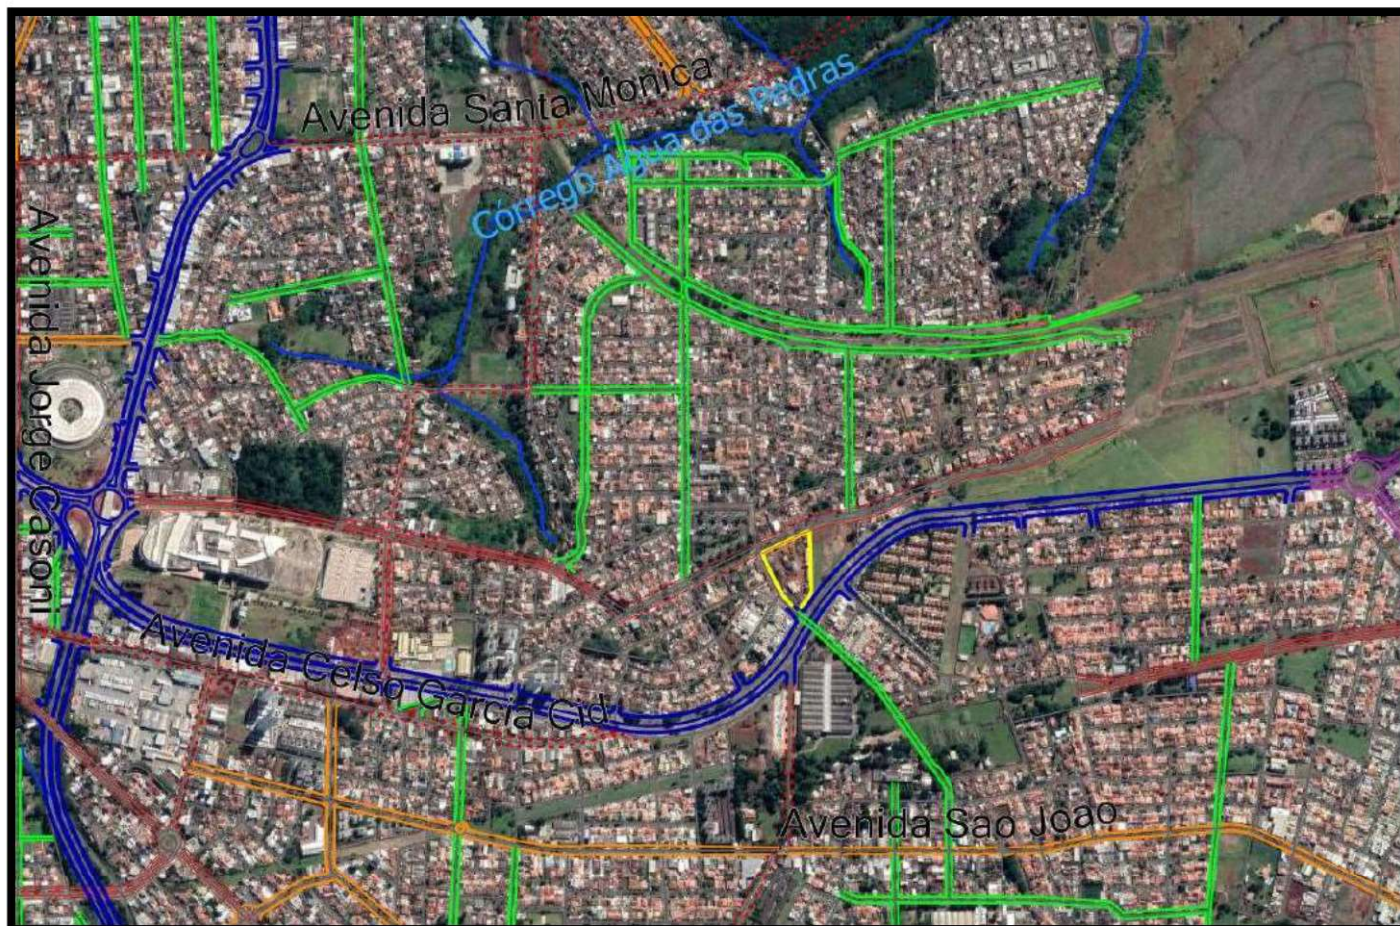 Avenida Santa Monica
Córrego Água das Pedras
Avenida Jorge Casoni
Avenida Celso Garcia Cid
Avenida Sao Joao